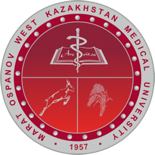 MARAT OSPANOV WEST KAZAKHSTAN MEDICAL UNIVERSITY
• 1957 •